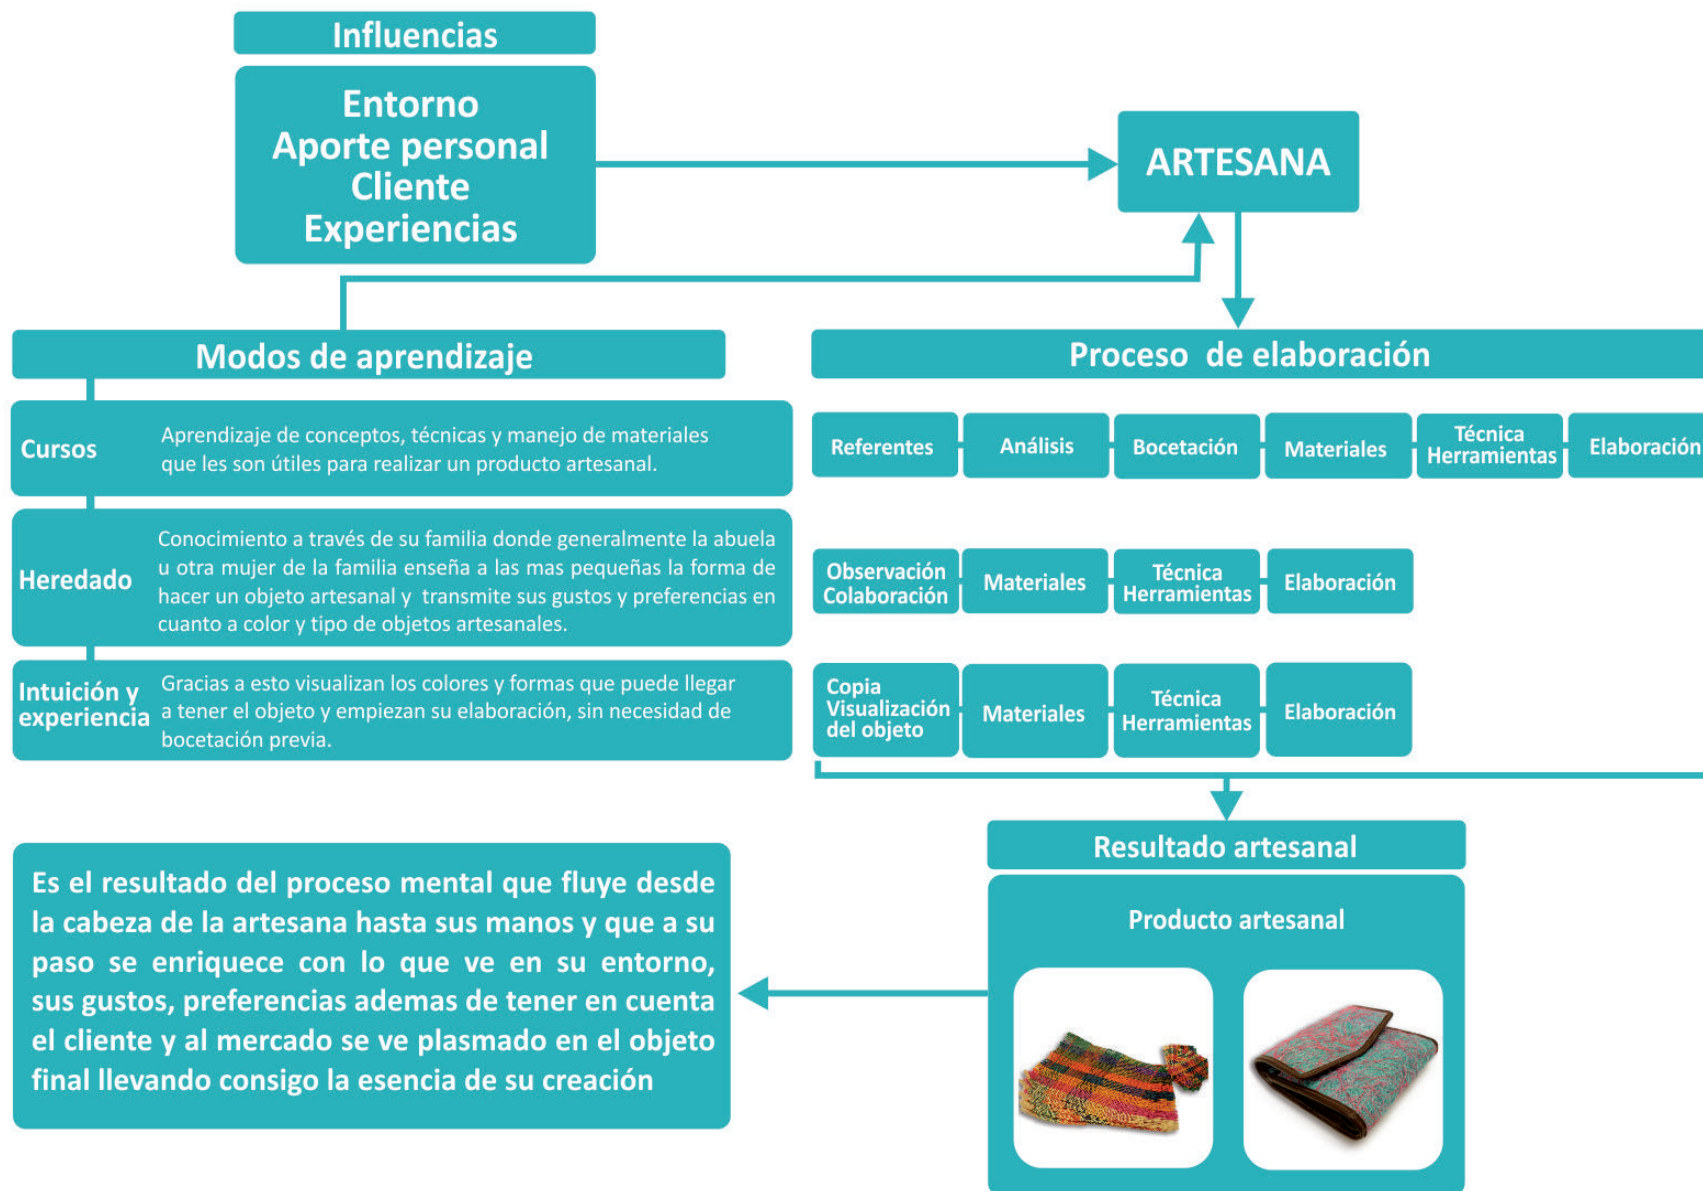 Influencias
Entorno
Aporte personal
Cliente
Experiencias
ARTESANA
Modos de aprendizaje
Cursos
Aprendizaje de conceptos, técnicas y manejo de materiales
que les son útiles para realizar un producto artesanal.
Heredado
Conocimiento a través de su familia donde generalmente la abuela
u otra mujer de la familia enseña a las mas pequeñas la forma de
hacer un objeto artesanal y transmite sus gustos y preferencias en
cuanto a color y tipo de objetos artesanales.
Intuición y
experiencia
Gracias a esto visualizan los colores y formas que puede llegar
a tener el objeto y empiezan su elaboración, sin necesidad de
bocetación previa.
Proceso de elaboración
Referentes
Análisis
Bocetación
Materiales
Técnica
Herramientas
Elaboración
Observación
Colaboración
Materiales
Técnica
Herramientas
Elaboración
Copia
Visualización
del objeto
Materiales
Técnica
Herramientas
Elaboración
Resultado artesanal
Producto artesanal
Es el resultado del proceso mental que fluye desde
la cabeza de la artesana hasta sus manos y que a su
paso se enriquece con lo que ve en su entorno,
sus gustos, preferencias ademas de tener en cuenta
el cliente y al mercado se ve plasmado en el objeto
final llevando consigo la esencia de su creación